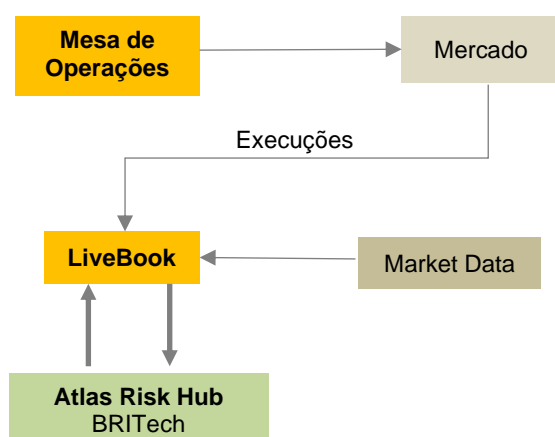 Mesa de
Operações
Mercado
Execuções
LiveBook
Market Data
Atlas Risk Hub
BRITech